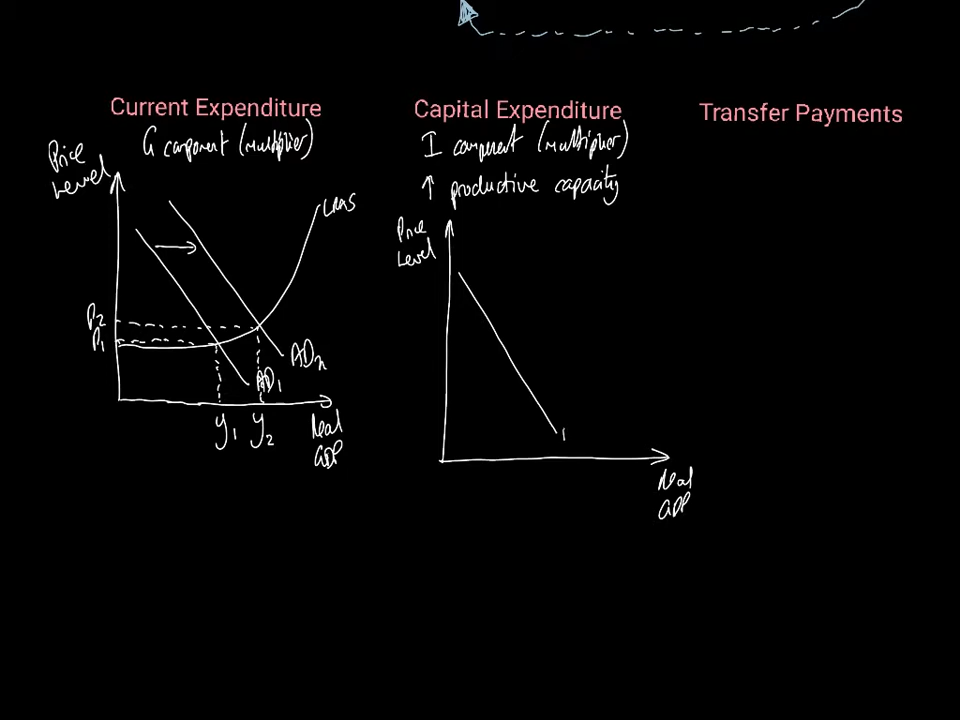 Current Expenditure
G component (multiplier)
Price
Level
LRAS
P2
P1
ADn
AD1
y1 y2
Real
GDP
Capital Expenditure
I component (multiplier)
↑ productive capacity
Price
Level
Real
GDP
Transfer Payments